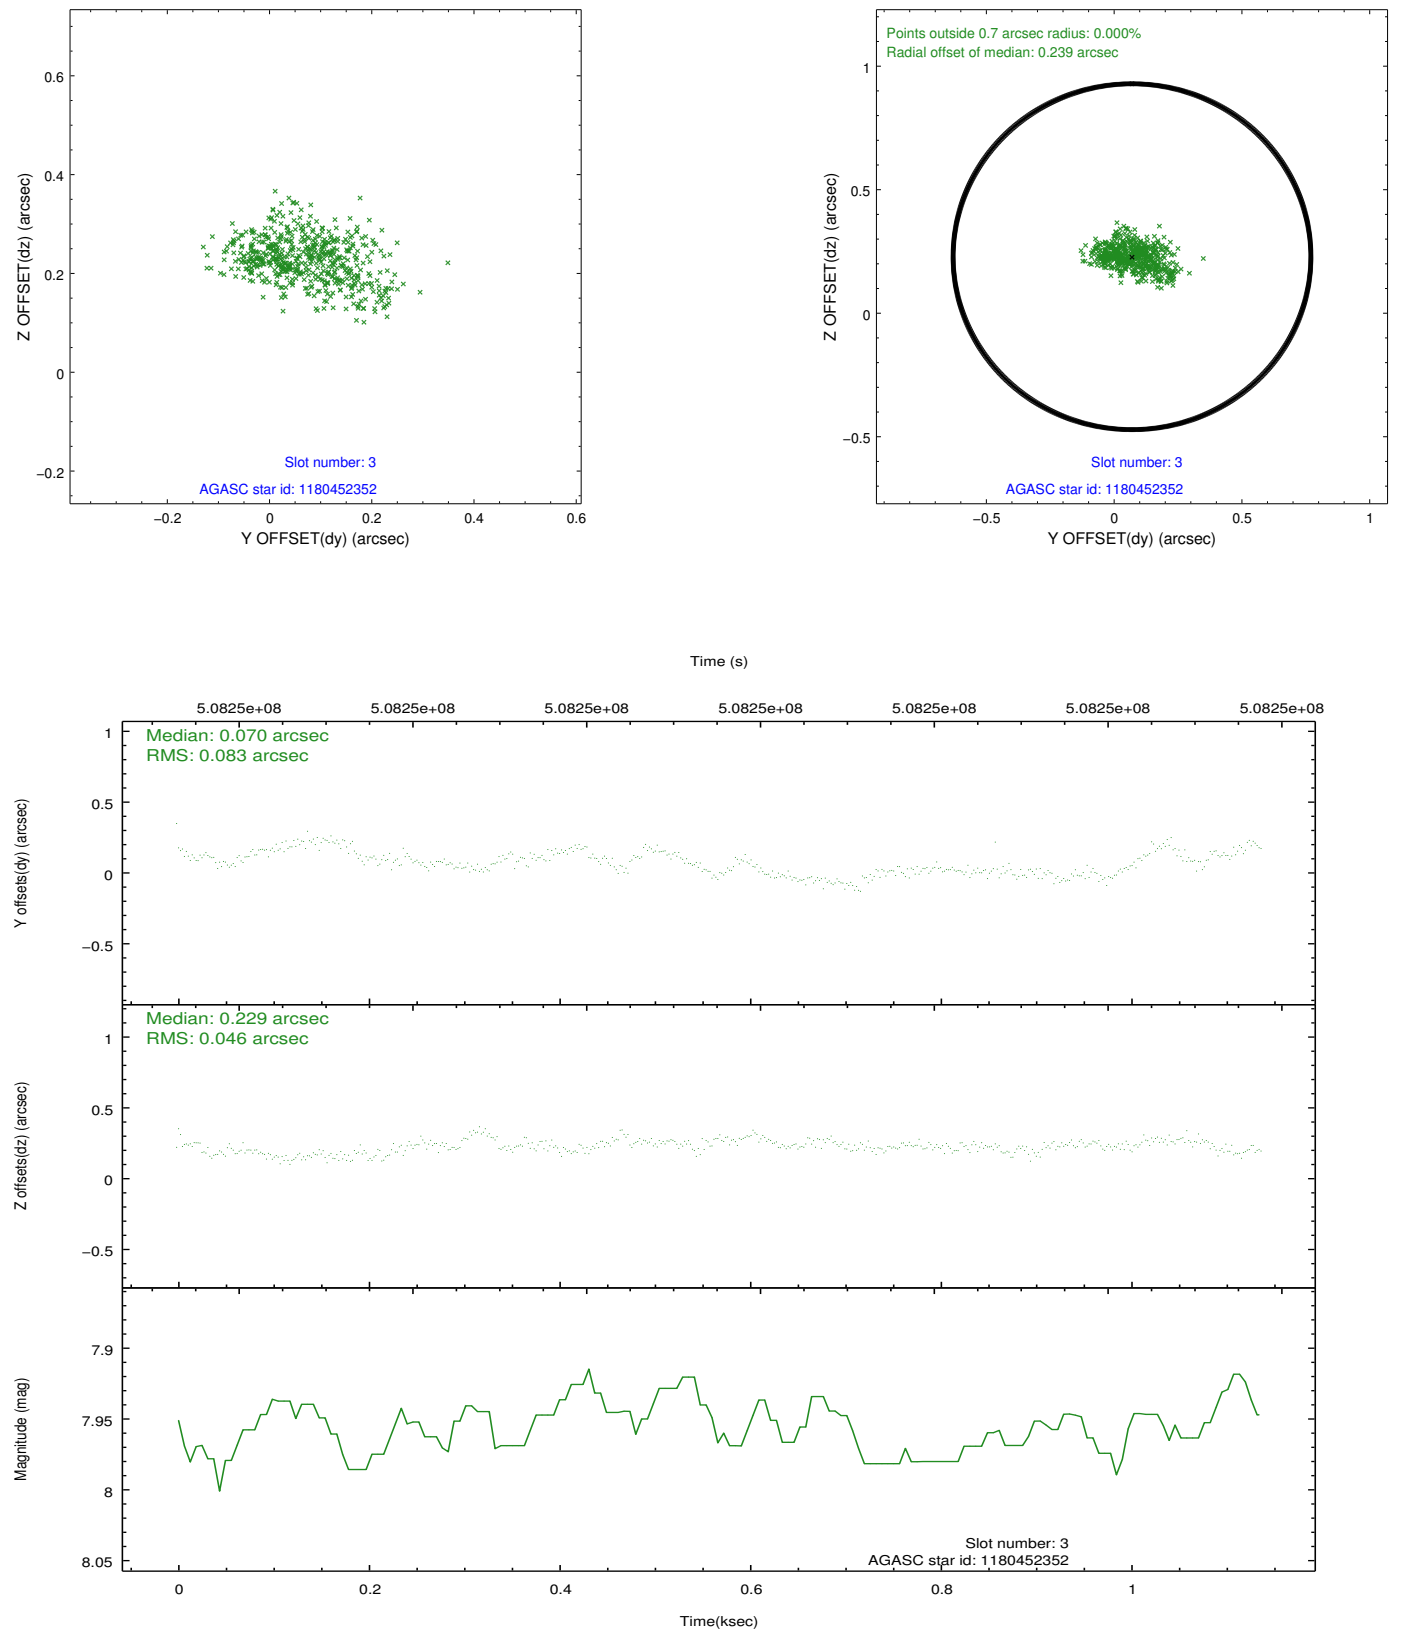 0.6
0.4
0.2
0
−0.2
Z OFFSET(dz) (arcsec)
Slot number: 3
AGASC star id: 1180452352
−0.2
0
0.2
0.4
0.6
Y OFFSET(dy) (arcsec)
Points outside 0.7 arcsec radius: 0.000%
Radial offset of median: 0.239 arcsec
1
0.5
0
−0.5
Z OFFSET(dz) (arcsec)
Slot number: 3
AGASC star id: 1180452352
−0.5
0
0.5
1
Y OFFSET(dy) (arcsec)
Time (s)
5.0825e+08
5.0825e+08
5.0825e+08
5.0825e+08
5.0825e+08
5.0825e+08
5.0825e+08
Median: 0.070 arcsec
RMS: 0.083 arcsec
1
0.5
0
−0.5
Y offsets(dy) (arcsec)
Median: 0.229 arcsec
RMS: 0.046 arcsec
1
0.5
0
−0.5
Z offsets(dz) (arcsec)
7.9
7.95
8
8.05
Magnitude (mag)
Slot number: 3
AGASC star id: 1180452352
0
0.2
0.4
0.6
0.8
1
Time(ksec)